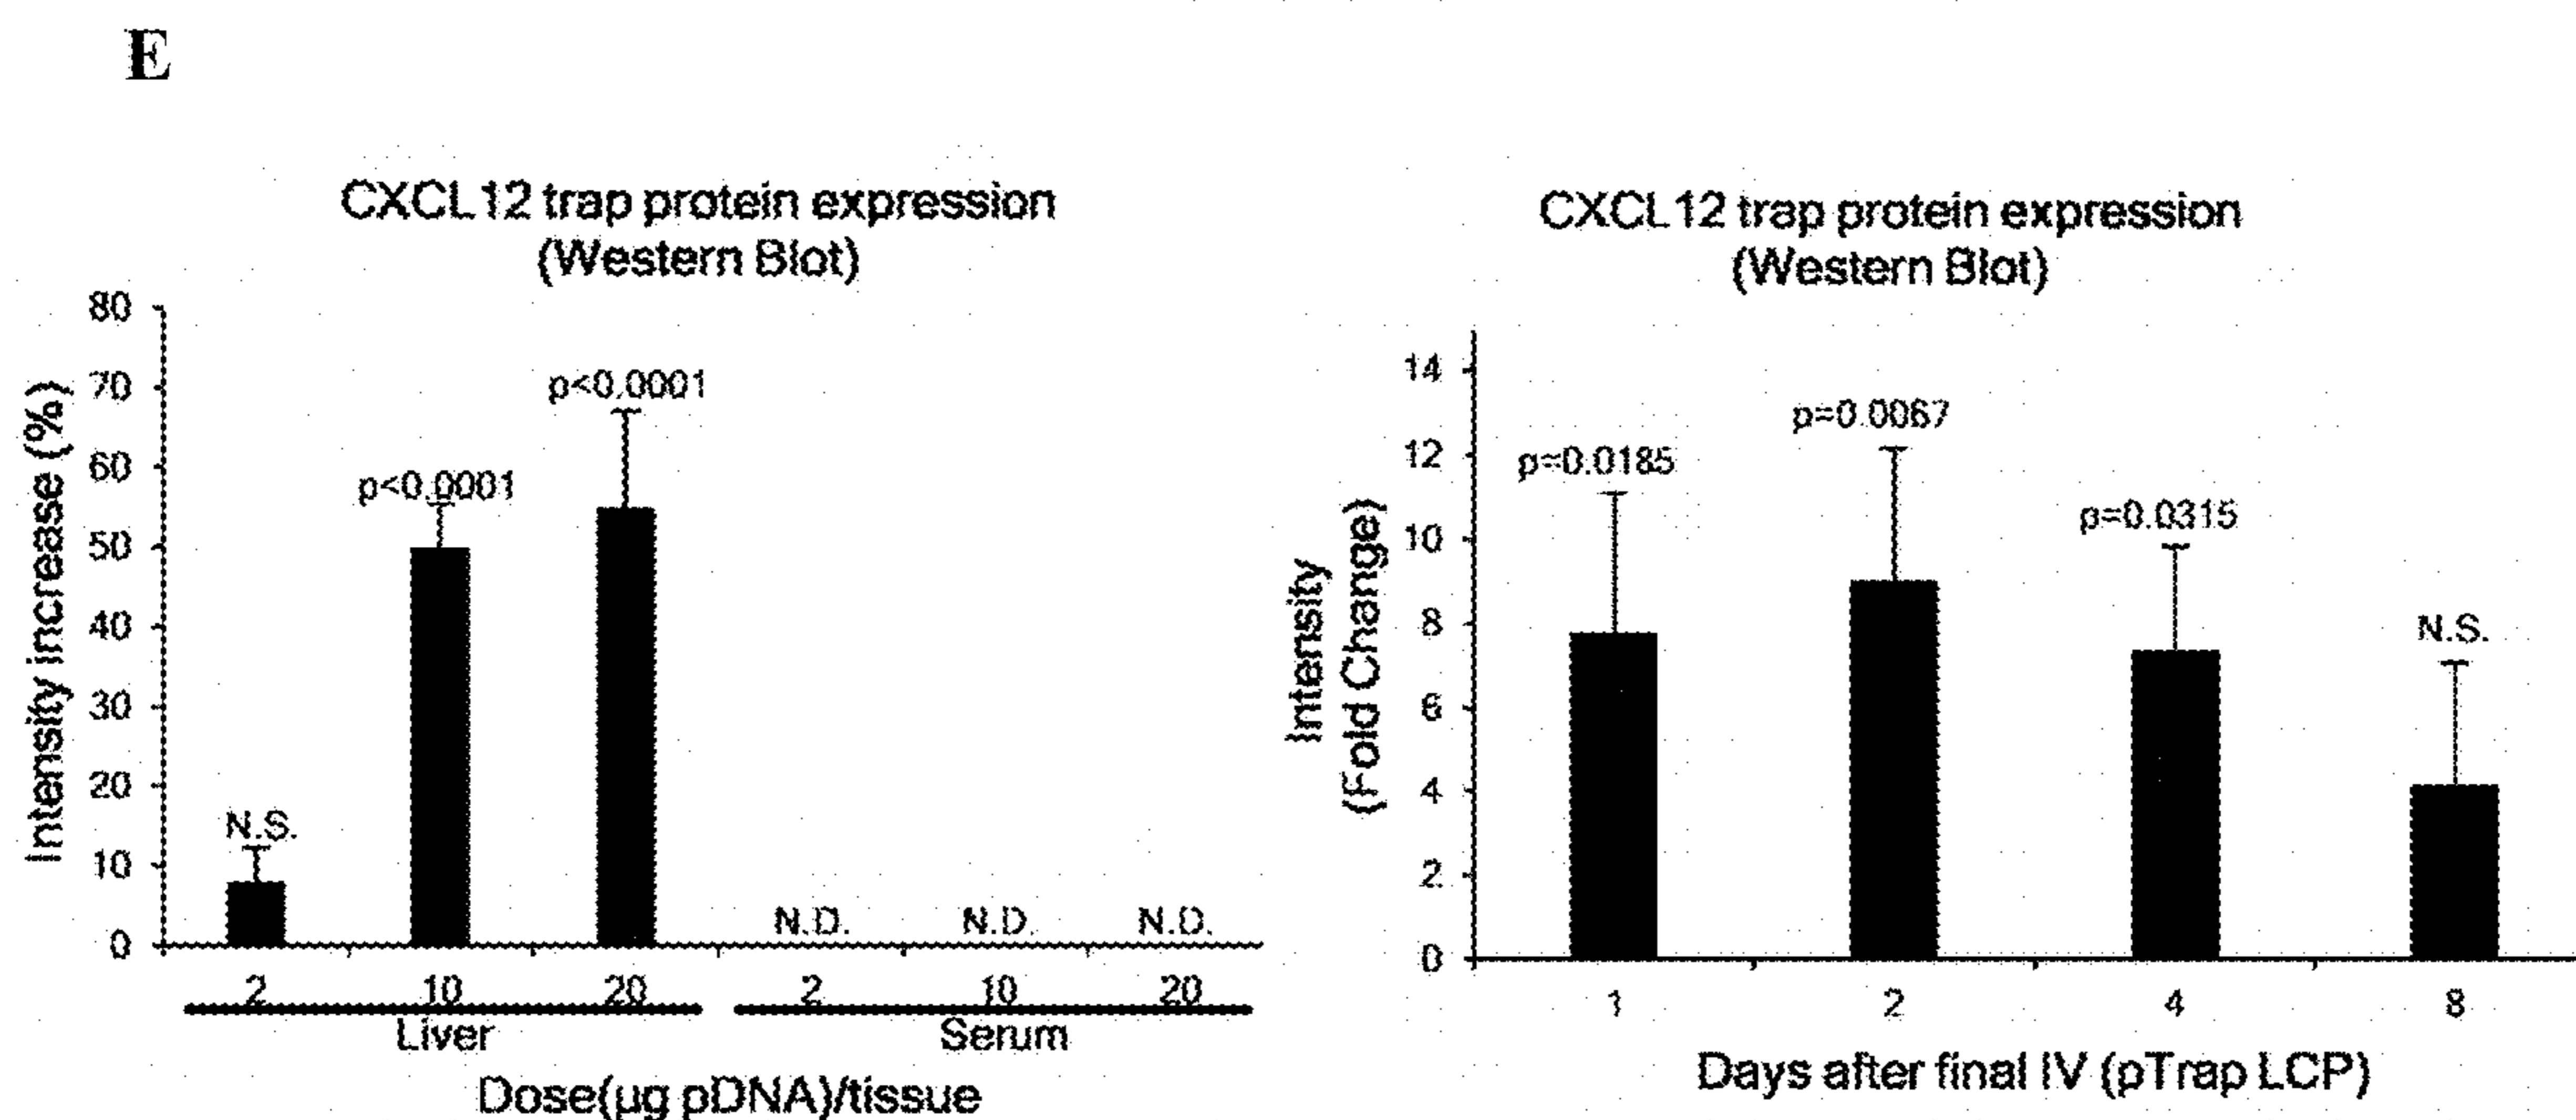 E
CXCL12 trap protein expression
(Western Blot)
Intensity increase (%)
80
70
60
50
40
30
20
10
0
N.S.
p<0.0001
p<0.0001
N.D.
N.D.
N.D.
2
10
20
2
10
20
Liver
Serum
Dose(µg pDNA)/tissue
CXCL12 trap protein expression
(Western Blot)
Intensity
(Fold Change)
14
12
10
8
6
4
2
0
p=0.0185
p=0.0067
p=0.0315
N.S.
1
2
4
8
Days after final IV (pTrap LCP)